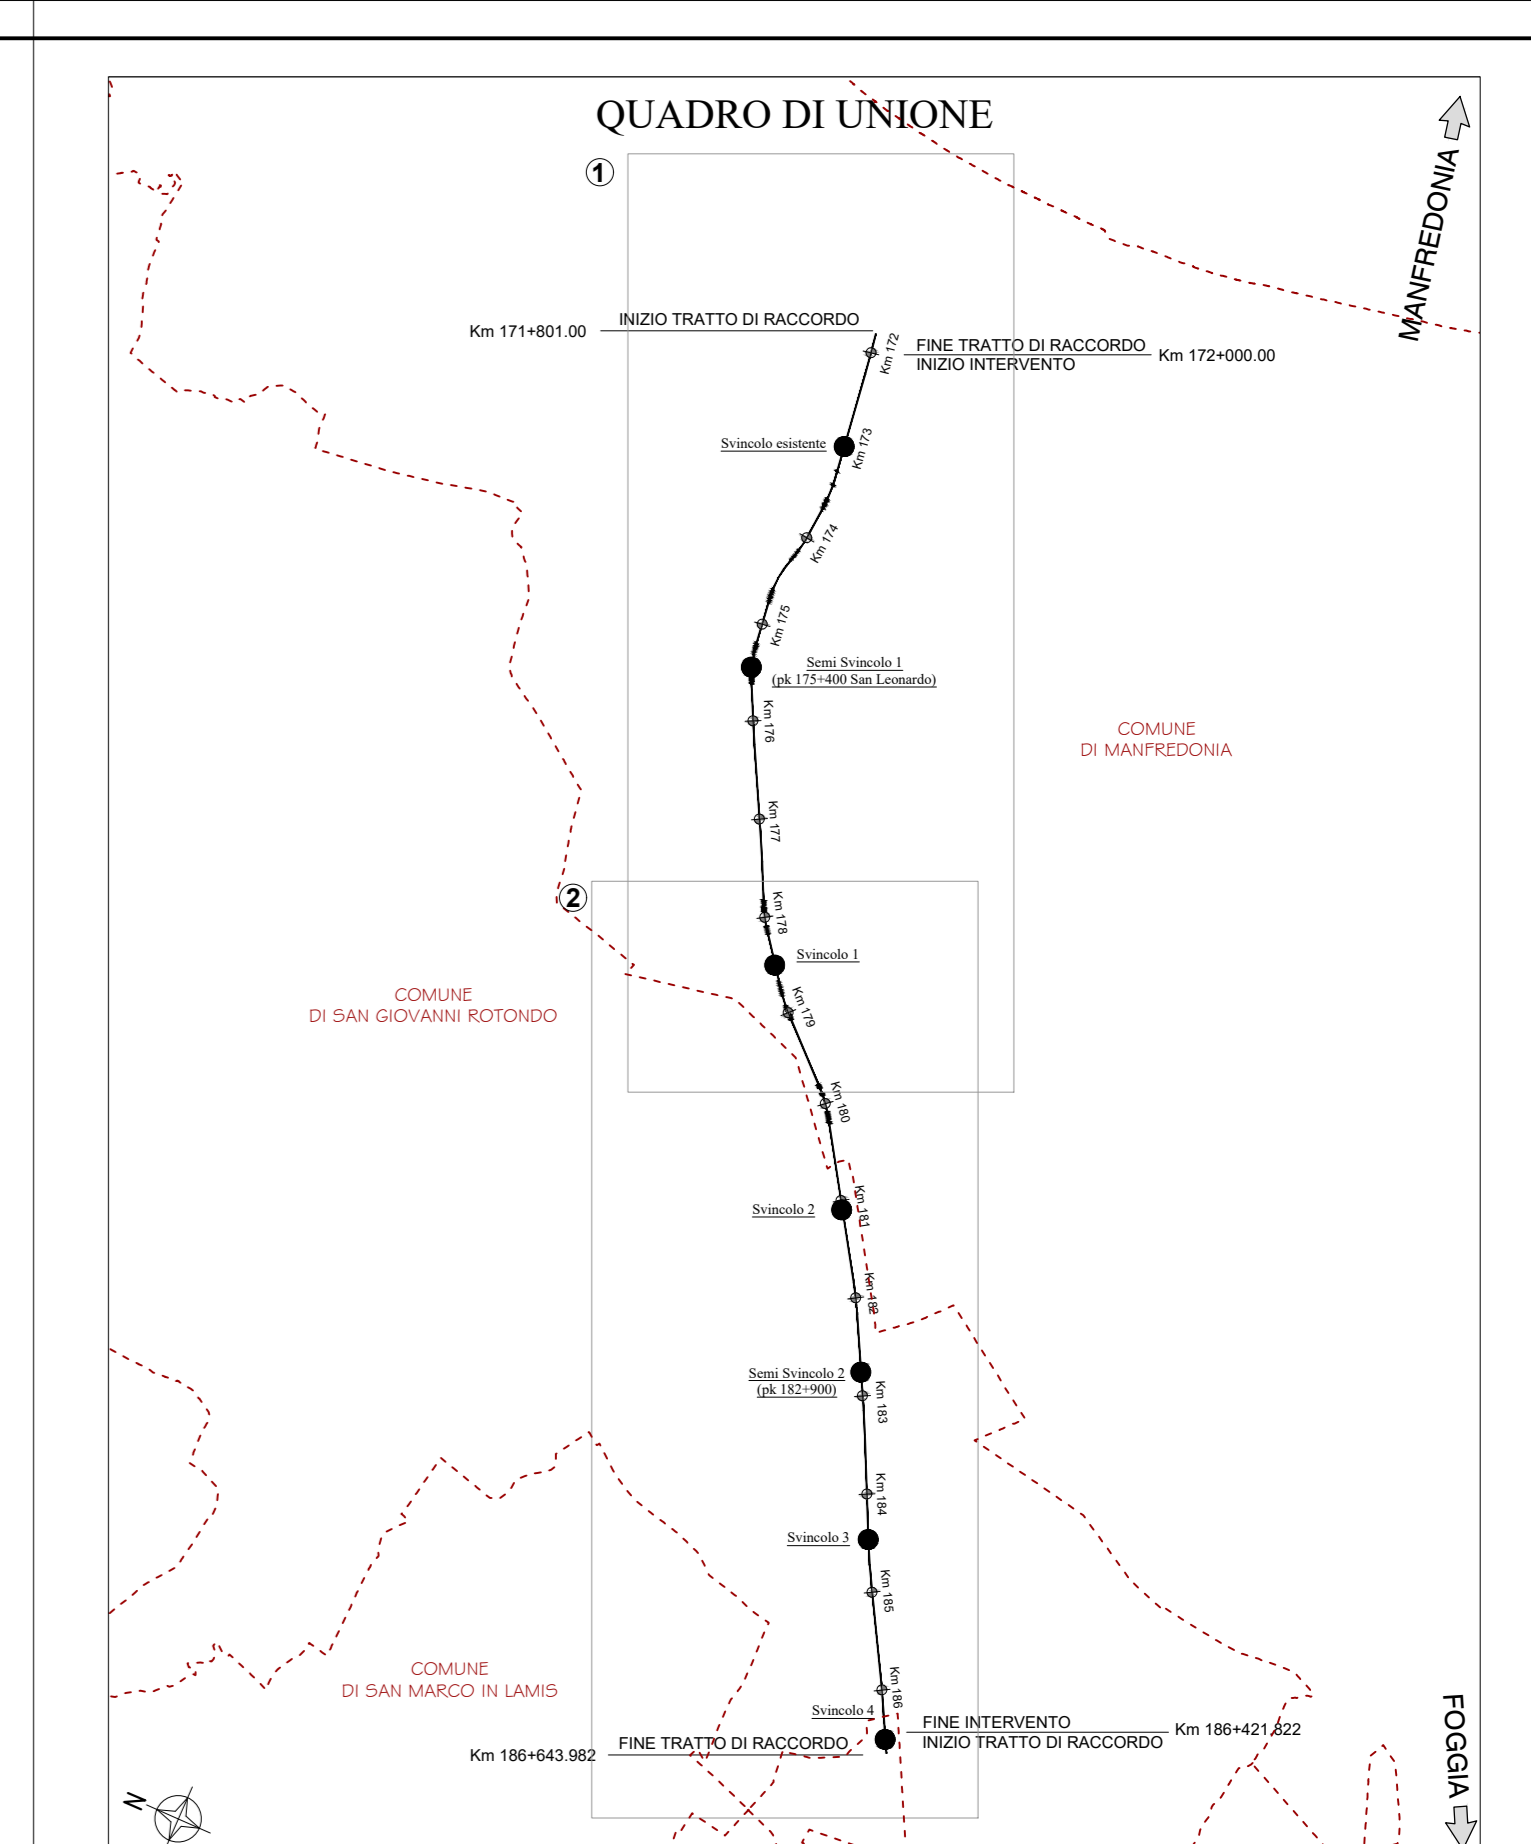 QUADRO DI UNIONE
1
MANFREDONIA
INIZIO TRATTO DI RACCORDO
Km 171+801.00
Km 172
FINE TRATTO DI RACCORDO
INIZIO INTERVENTO
Km 172+000.00
Svincolo esistente
Km 173
Km 174
Km 175
Semi Svincolo 1
(pk 175+400 San Leonardo)
Km 176
COMUNE
DI MANFREDONIA
Km 177
2
Km 178
Svincolo 1
COMUNE
DI SAN GIOVANNI ROTONDO
Km 179
Km 180
Svincolo 2
Km 181
Km 182
Semi Svincolo 2
(pk 182+900)
Km 183
Km 184
Svincolo 3
Km 185
COMUNE
DI SAN MARCO IN LAMIS
Km 186
Svincolo 4
FINE INTERVENTO
INIZIO TRATTO DI RACCORDO
Km 186+421.822
FINE TRATTO DI RACCORDO
Km 186+643.982
FOGGIA
N